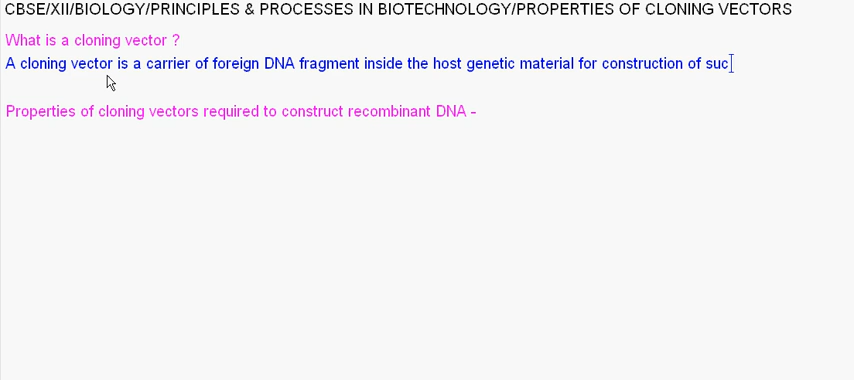 CBSE/XII/BIOLOGY/PRINCIPLES & PROCESSES IN BIOTECHNOLOGY/PROPERTIES OF CLONING VECTORS
What is a cloning vector ?
A cloning vector is a carrier of foreign DNA fragment inside the host genetic material for construction of suc
Properties of cloning vectors required to construct recombinant DNA -